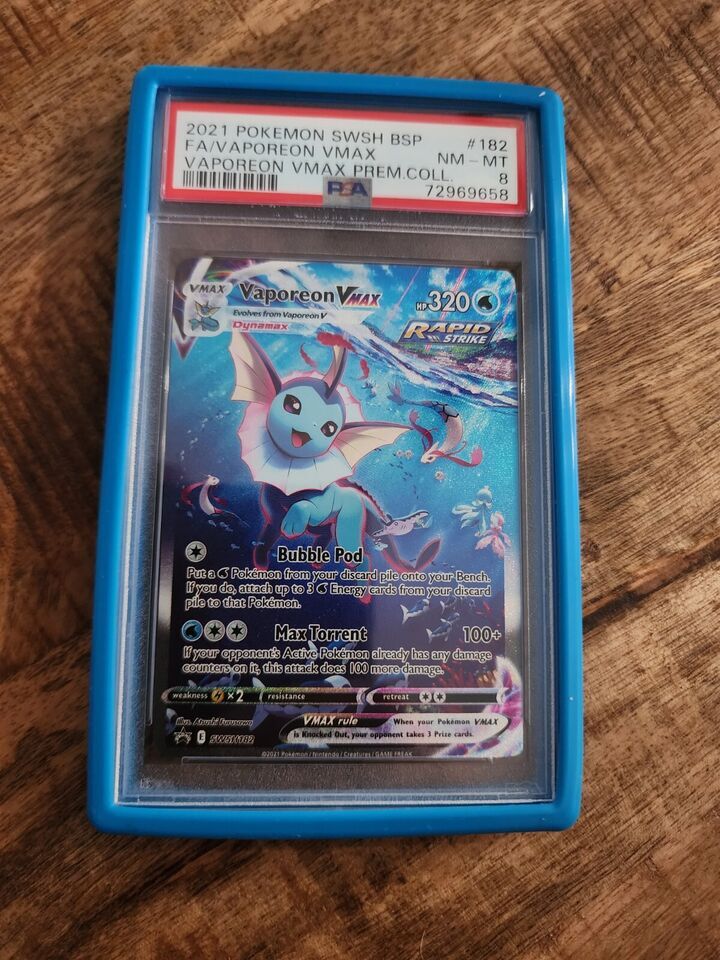 2021 POKEMON SWSH BSP #182
FA/VAPOREON VMAX NM - MT
VAPOREON VMAX PREM.COLL. 8
PSA 72969658
VMAX Vaporeon VMAX HP 320
Evolves from Vaporeon V
Dynamax
RAPID
STRIKE
Bubble Pod
Put a Pokémon from your discard pile onto your Bench.
If you do, attach up to 3 Energy cards from your discard
pile to that Pokémon.
Max Torrent 100+
If your opponent's Active Pokémon already has any damage
counters on it, this attack does 100 more damage.
weakness ×2 resistance retreat
Illus. Atsushi Furusawa VMAX rule When your Pokémon VMAX
E SWSH182 is Knocked Out, your opponent takes 3 Prize cards.
©2021 Pokémon / Nintendo / Creatures / GAME FREAK